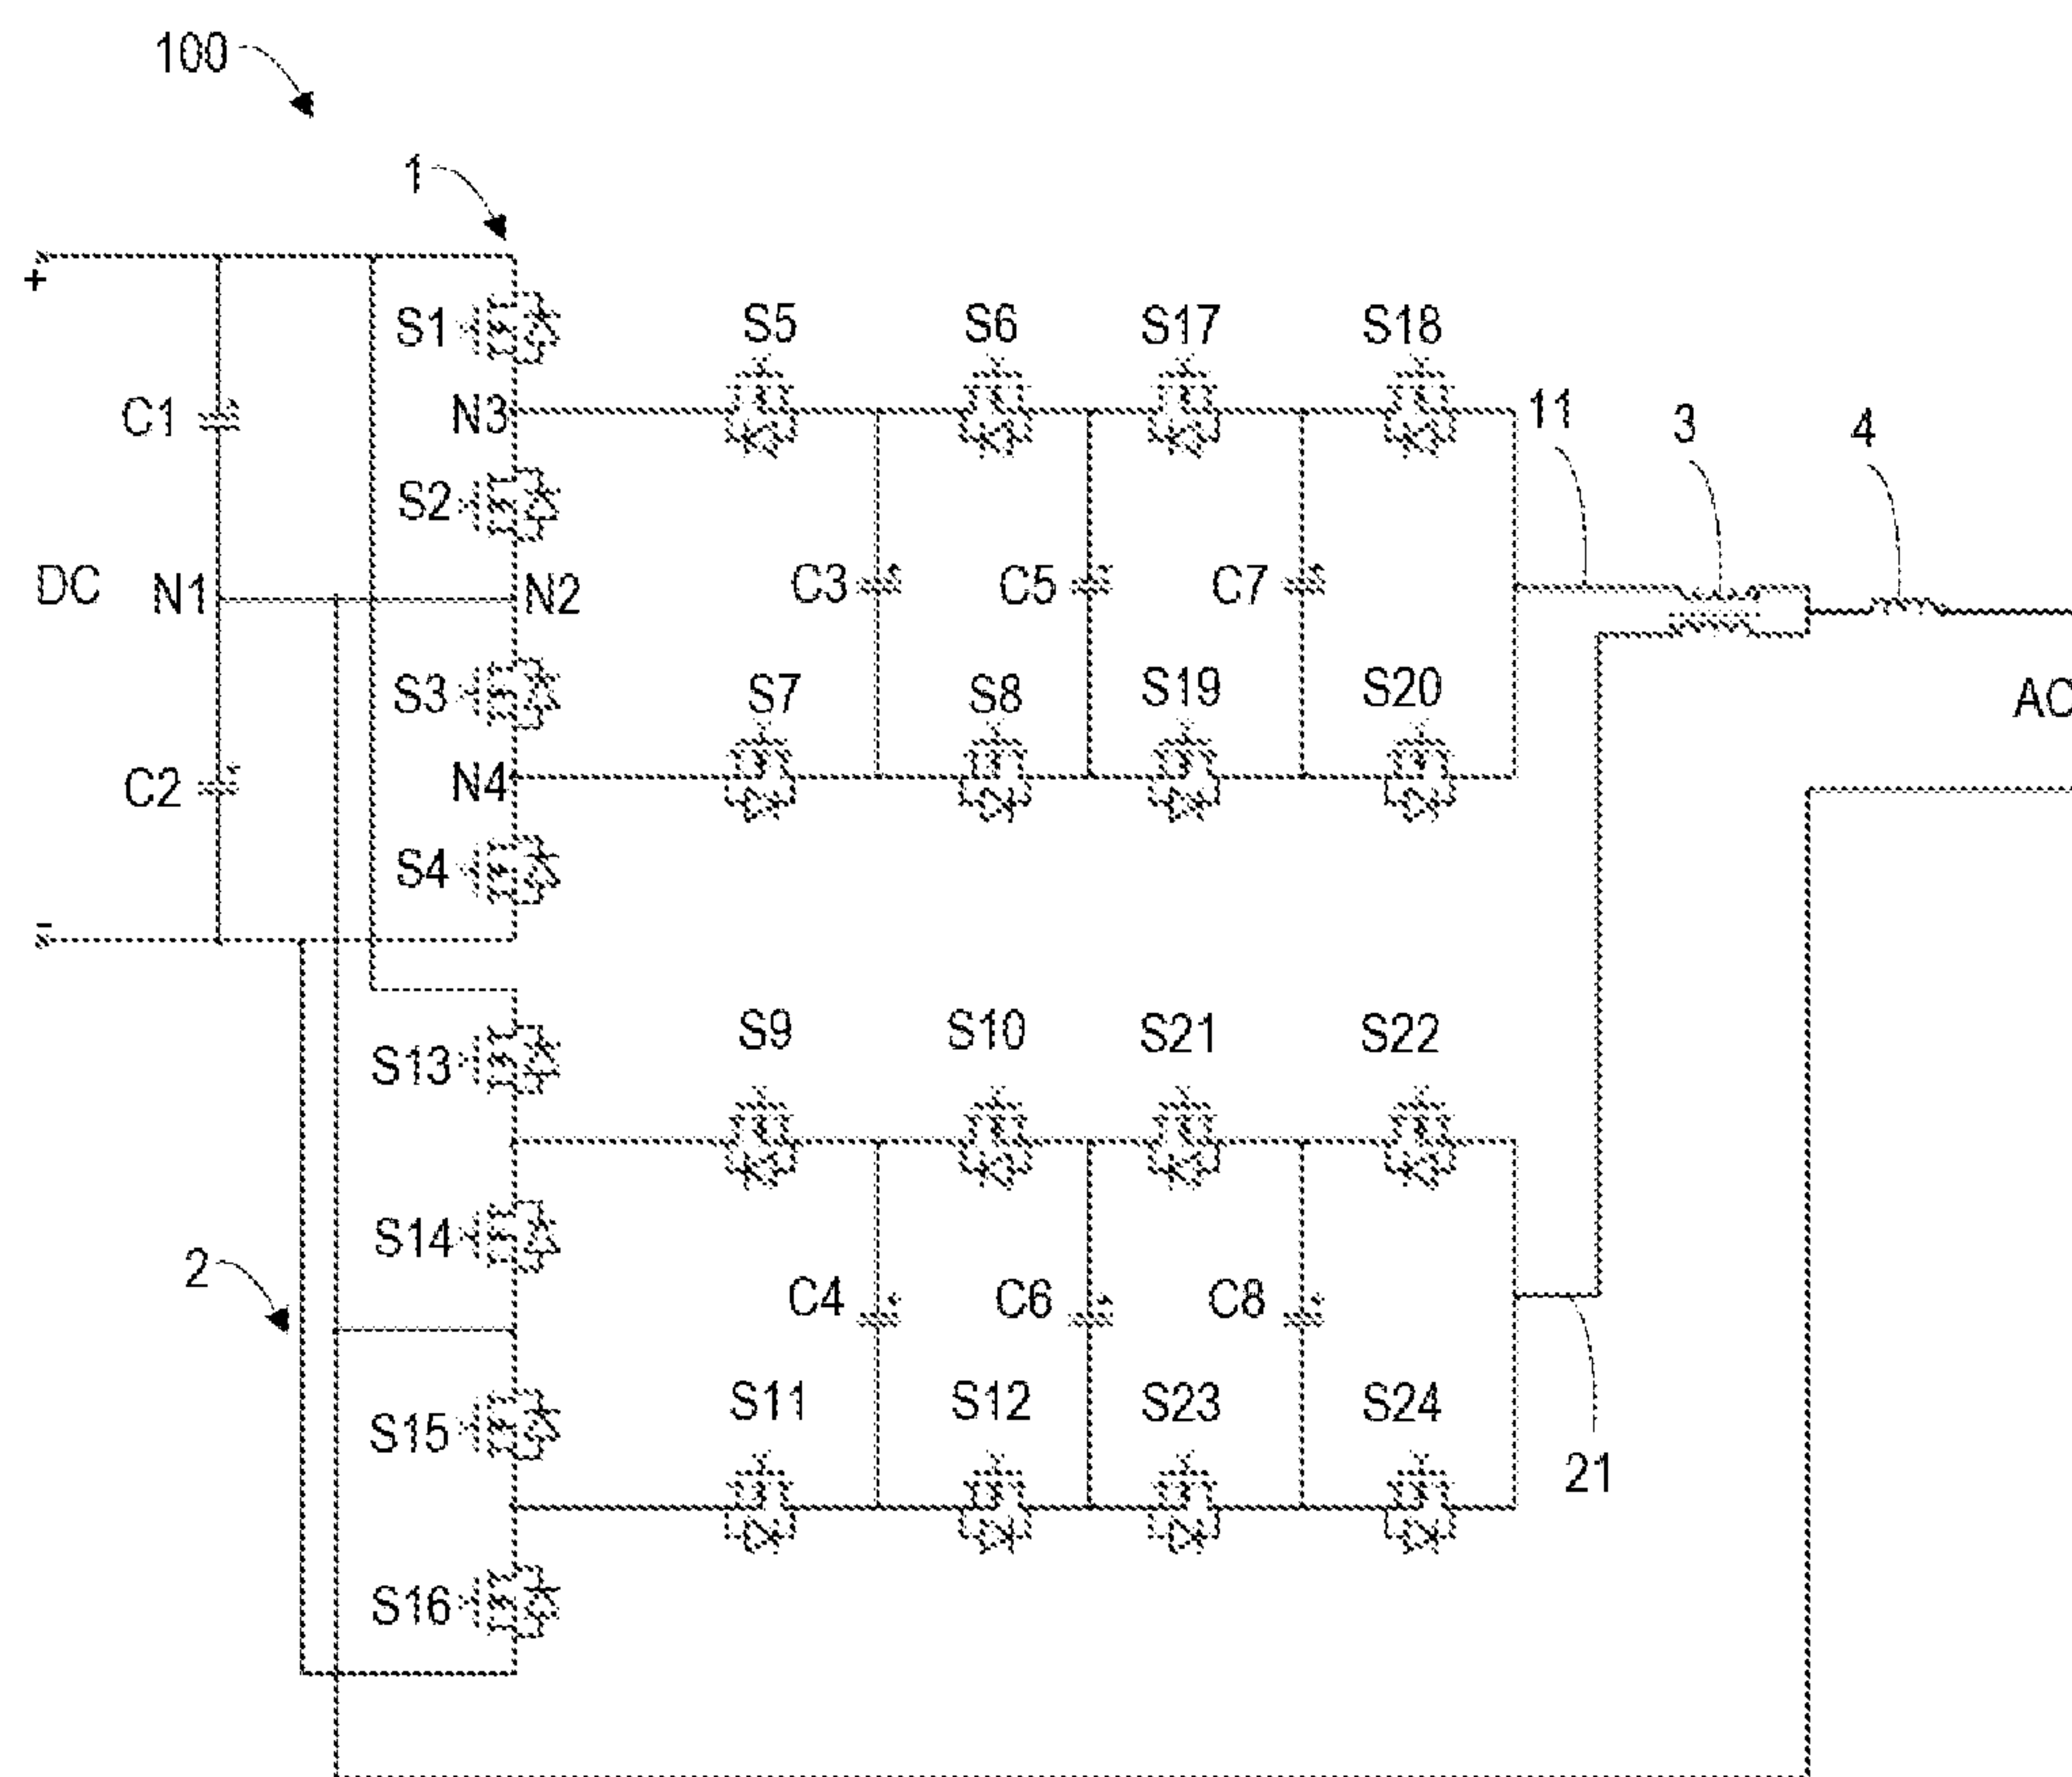 100
1
+
S1
S5
S6
S17
S18
C1
N3
11
3
4
S2
DC
N1
N2
C3
C5
C7
S3
S7
S8
S19
S20
AC
C2
N4
S4
-
S13
S9
S10
S21
S22
S14
2
C4
C6
C8
S15
S11
S12
S23
S24
21
S16